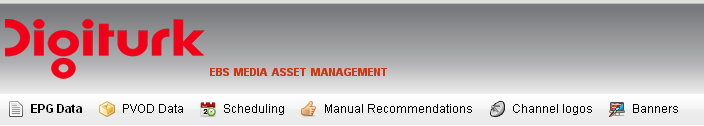 Digiturk
EBS MEDIA ASSET MANAGEMENT
EPG Data PVOD Data Scheduling Manual Recommendations Channel logos Banners